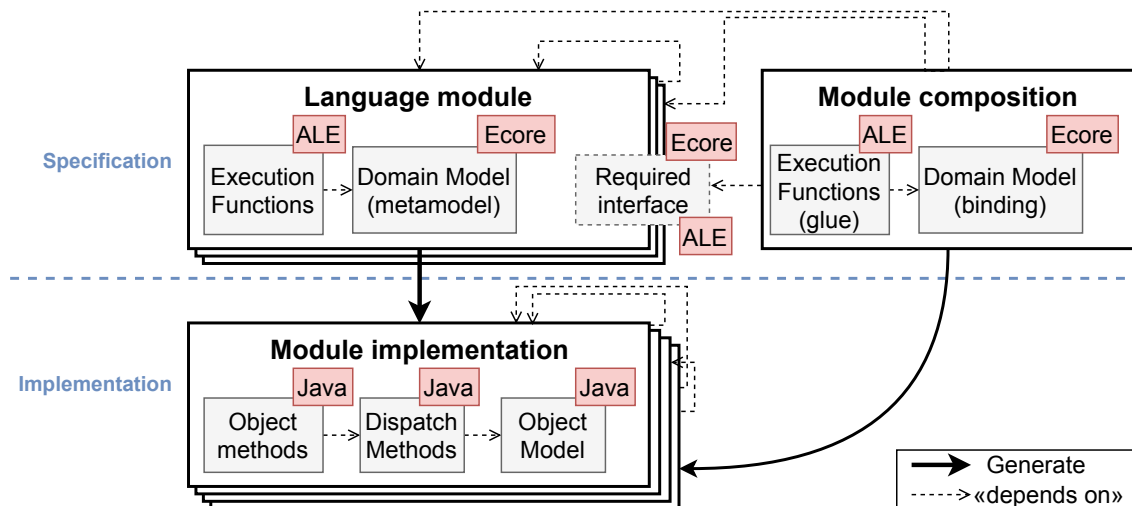 Language module
Module composition
ALE
Ecore
Ecore
ALE
Ecore
Specification
Execution
Functions
Domain Model
(metamodel)
Required
interface
ALE
Execution
Functions
(glue)
Domain Model
(binding)
Module implementation
Implementation
Java
Java
Java
Object
methods
Dispatch
Methods
Object
Model
Generate
«depends on»